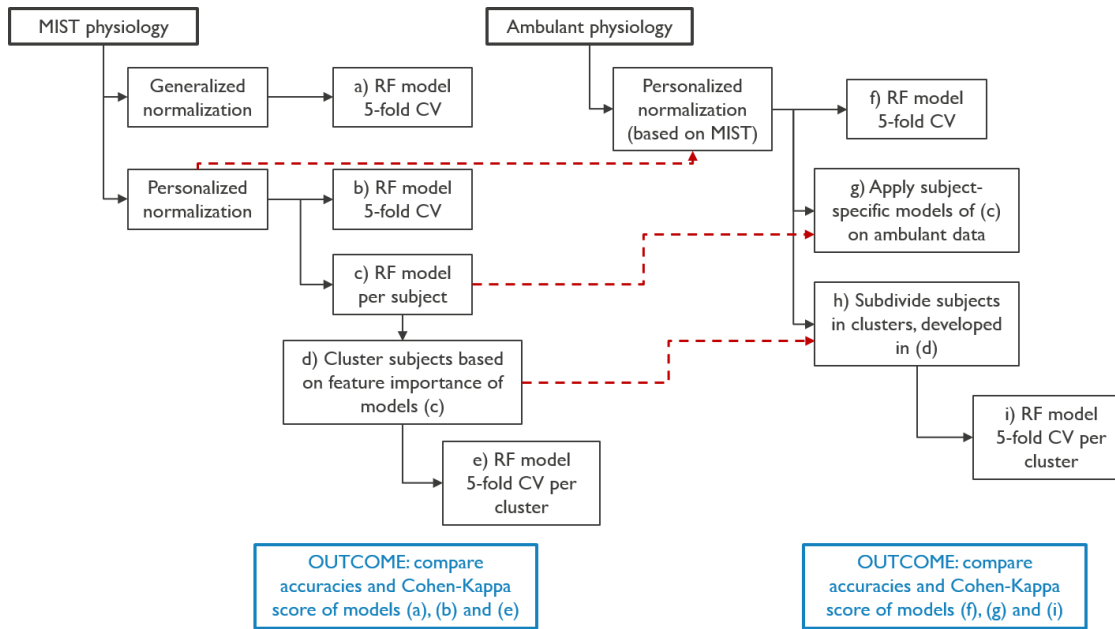 MIST physiology
Generalized
normalization
a) RF model
5-fold CV
Personalized
normalization
b) RF model
5-fold CV
c) RF model
per subject
d) Cluster subjects based
on feature importance of
models (c)
e) RF model
5-fold CV per
cluster
OUTCOME: compare
accuracies and Cohen-Kappa
score of models (a), (b) and (e)
Ambulant physiology
Personalized
normalization
(based on MIST)
f) RF model
5-fold CV
g) Apply subject-
specific models of (c)
on ambulant data
h) Subdivide subjects
in clusters, developed
in (d)
i) RF model
5-fold CV per
cluster
OUTCOME: compare
accuracies and Cohen-Kappa
score of models (f), (g) and (i)